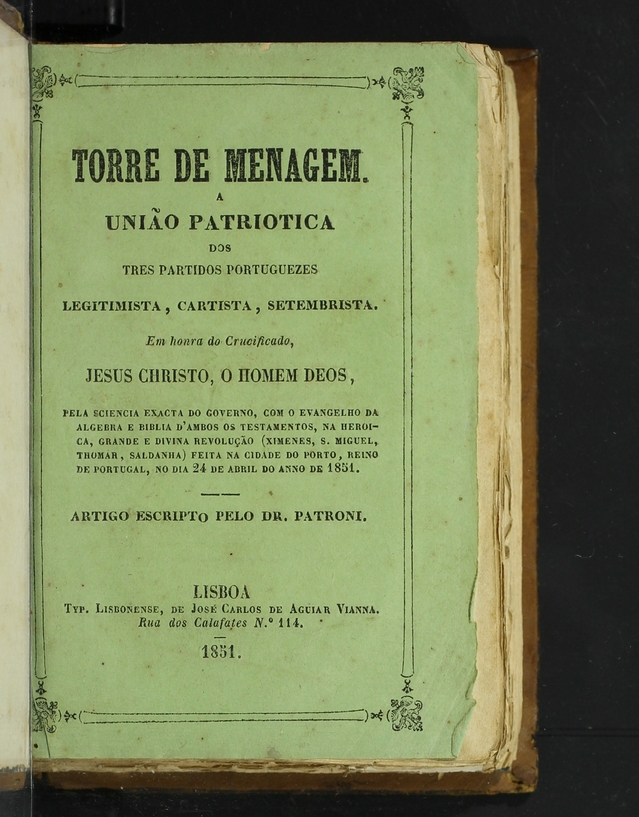 TORRE DE MENAGEM.
A
UNIÃO PATRIOTICA
DOS
TRES PARTIDOS PORTUGUEZES
LEGITIMISTA, CARTISTA, SETEMBRISTA.
Em honra do Crucificado,
JESUS CHRISTO, O HOMEM DEOS,
PELA SCIENCIA EXACTA DO GOVERNO, COM O EVANGELHO DA
ALGEBRA E BIBLIA D'AMBOS OS TESTAMENTOS, NA HEROI-
CA, GRANDE E DIVINA REVOLUÇÃO (XIMENES, S. MIGUEL,
THOMAR, SALDANHA) FEITA NA CIDADE DO PORTO, REINO
DE PORTUGAL, NO DIA 24 DE ABRIL DO ANNO DE 1851.
ARTIGO ESCRIPTO PELO DR. PATRONI.
LISBOA
TYP. LISBONENSE, DE JOSÉ CARLOS DE AGUIAR VIANNA.
Rua dos Calafates N.º 114.
1851.